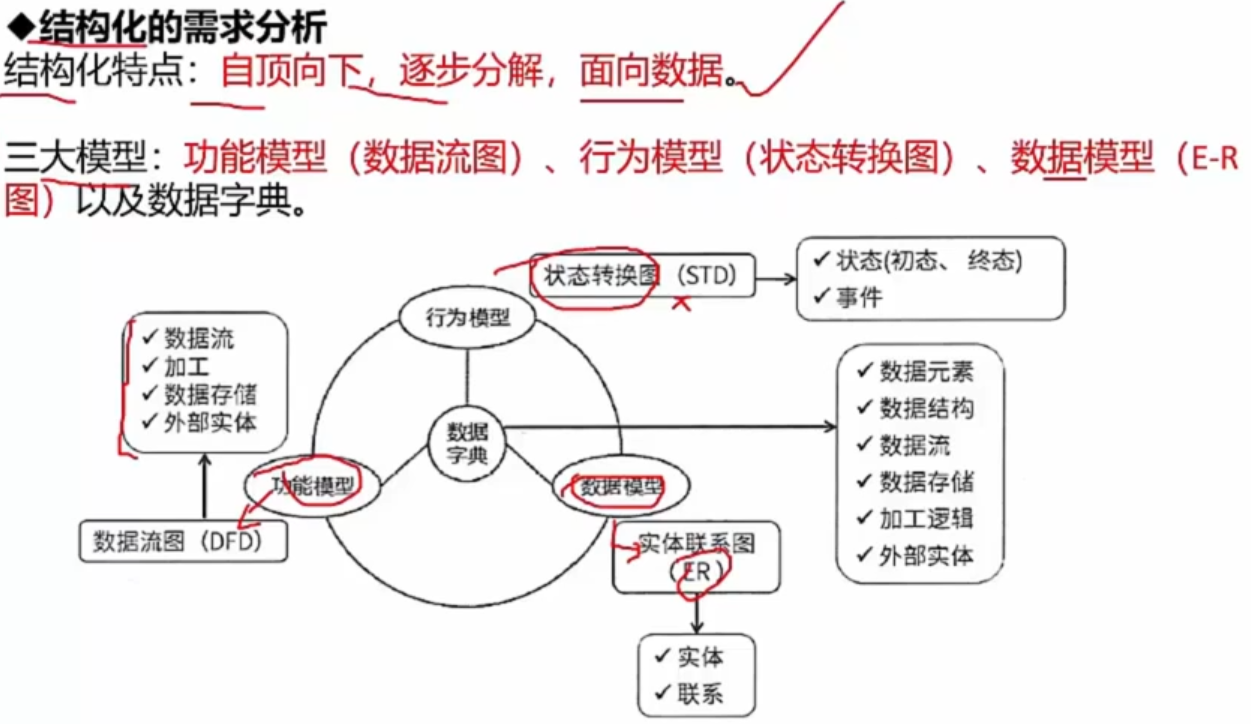 ◆结构化的需求分析
结构化特点：自顶向下，逐步分解，面向数据。
三大模型：功能模型（数据流图）、行为模型（状态转换图）、数据模型（E-R
图）以及数据字典。
状态转换图（STD）
✓状态(初态、 终态)
✓事件
行为模型
✓数据流
✓加工
✓数据存储
✓外部实体
数据
字典
✓数据元素
✓数据结构
✓数据流
✓数据存储
✓加工逻辑
✓外部实体
功能模型
数据模型
数据流图（DFD）
实体联系图
（ER）
✓实体
✓联系